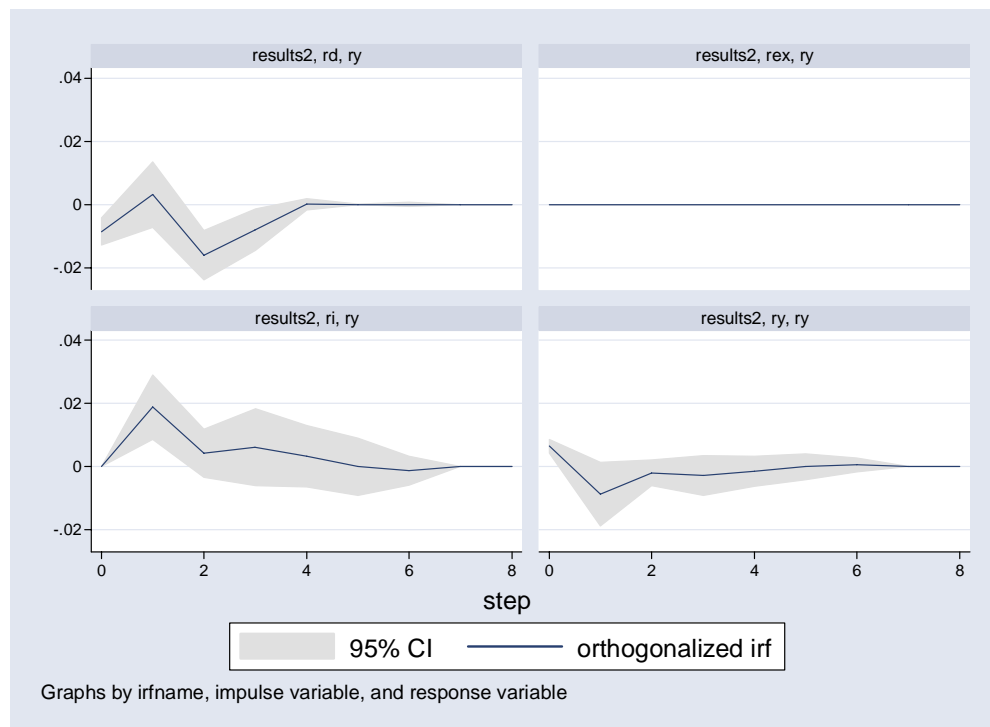 results2, rd, ry
results2, rex, ry
.04
.02
0
-.02
results2, ri, ry
results2, ry, ry
.04
.02
0
-.02
0 2 4 6 8
0 2 4 6 8
step
95% CI
orthogonalized irf
Graphs by irfname, impulse variable, and response variable